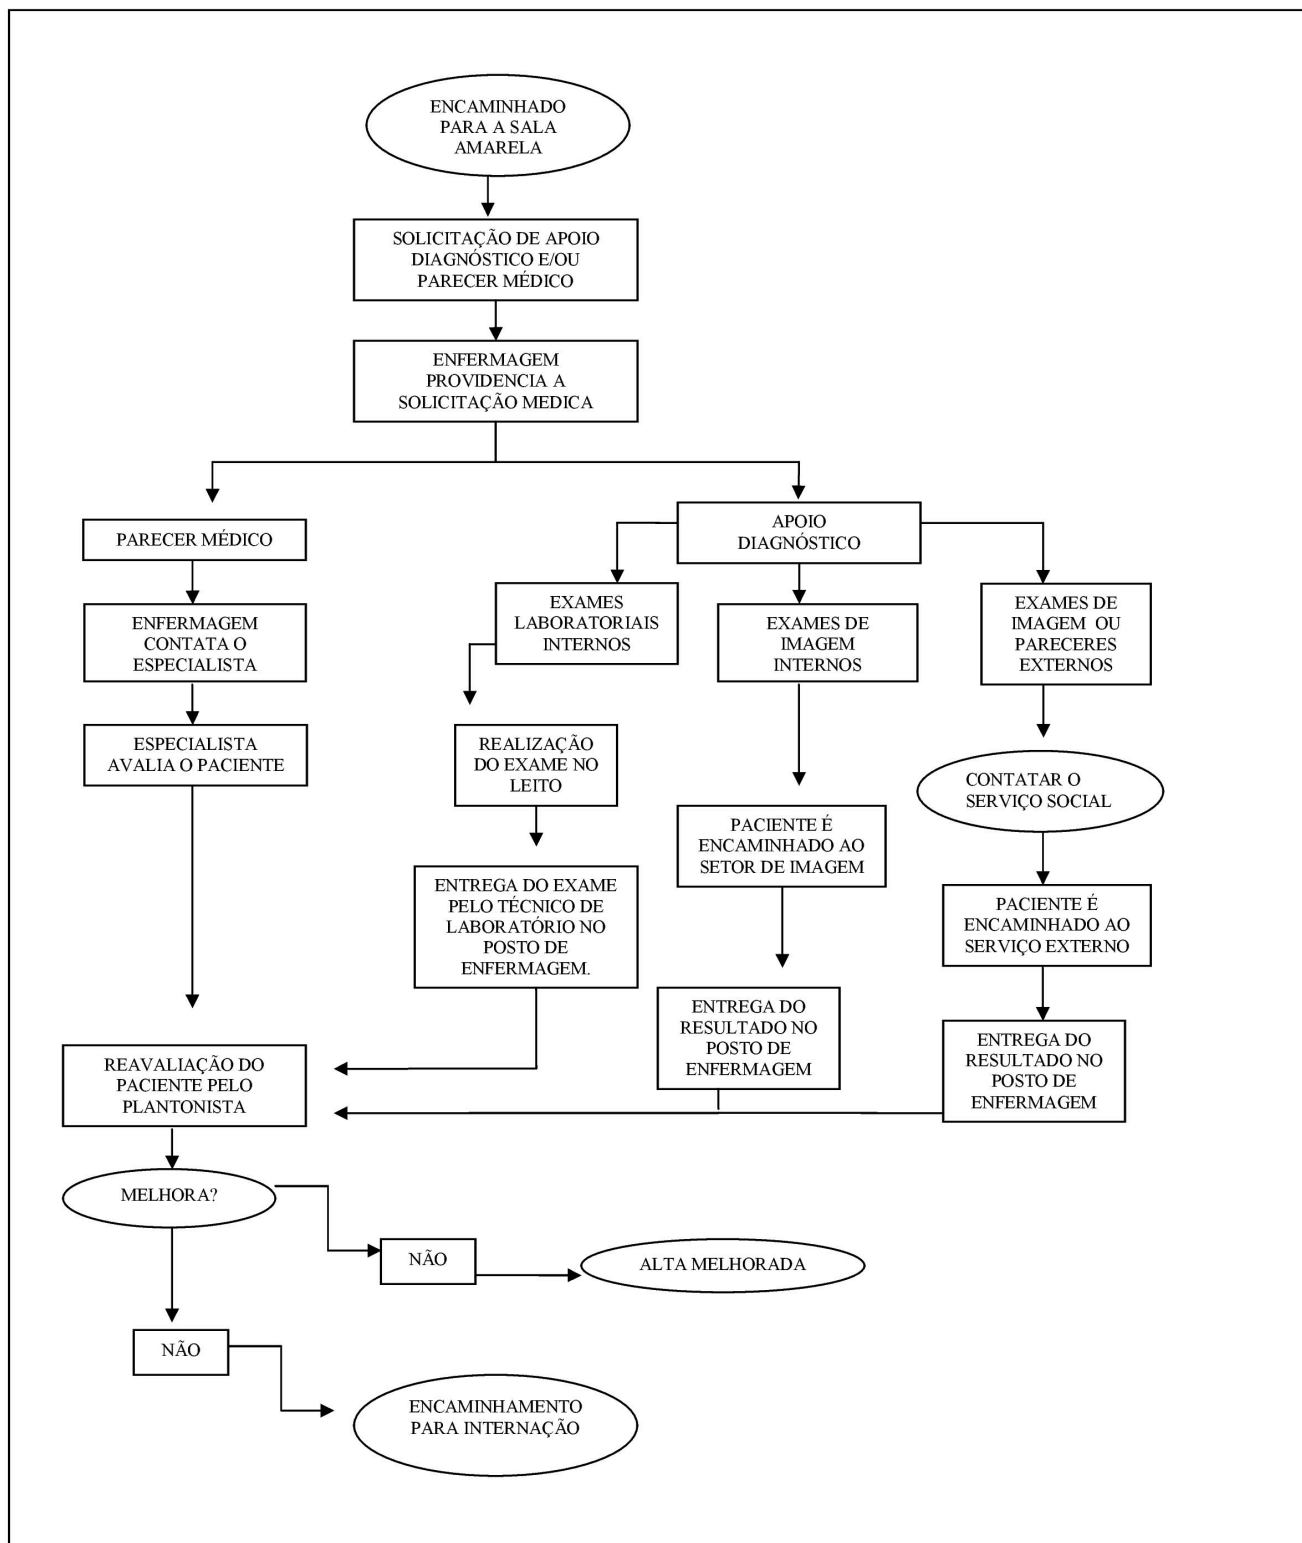 ENCAMINHADO
PARA A SALA
AMARELA
SOLICITAÇÃO DE APOIO
DIAGNÓSTICO E/OU
PARECER MÉDICO
ENFERMAGEM
PROVIDENCIA A
SOLICITAÇÃO MEDICA
PARECER MÉDICO
ENFERMAGEM
CONTATA O
ESPECIALISTA
ESPECIALISTA
AVALIA O PACIENTE
APOIO
DIAGNÓSTICO
EXAMES
LABORATORIAIS
INTERNOS
REALIZAÇÃO
DO EXAME NO
LEITO
ENTREGA DO EXAME
PELO TÉCNICO DE
LABORATÓRIO NO
POSTO DE
ENFERMAGEM.
EXAMES DE
IMAGEM
INTERNOS
PACIENTE É
ENCAMINHADO AO
SETOR DE IMAGEM
ENTREGA DO
RESULTADO NO
POSTO DE
ENFERMAGEM
EXAMES DE
IMAGEM OU
PARECERES
EXTERNOS
CONTATAR O
SERVIÇO SOCIAL
PACIENTE É
ENCAMINHADO AO
SERVIÇO EXTERNO
ENTREGA DO
RESULTADO NO
POSTO DE
ENFERMAGEM
REAVALIAÇÃO DO
PACIENTE PELO
PLANTONISTA
MELHORA?
NÃO
ALTA MELHORADA
NÃO
ENCAMINHAMENTO
PARA INTERNAÇÃO